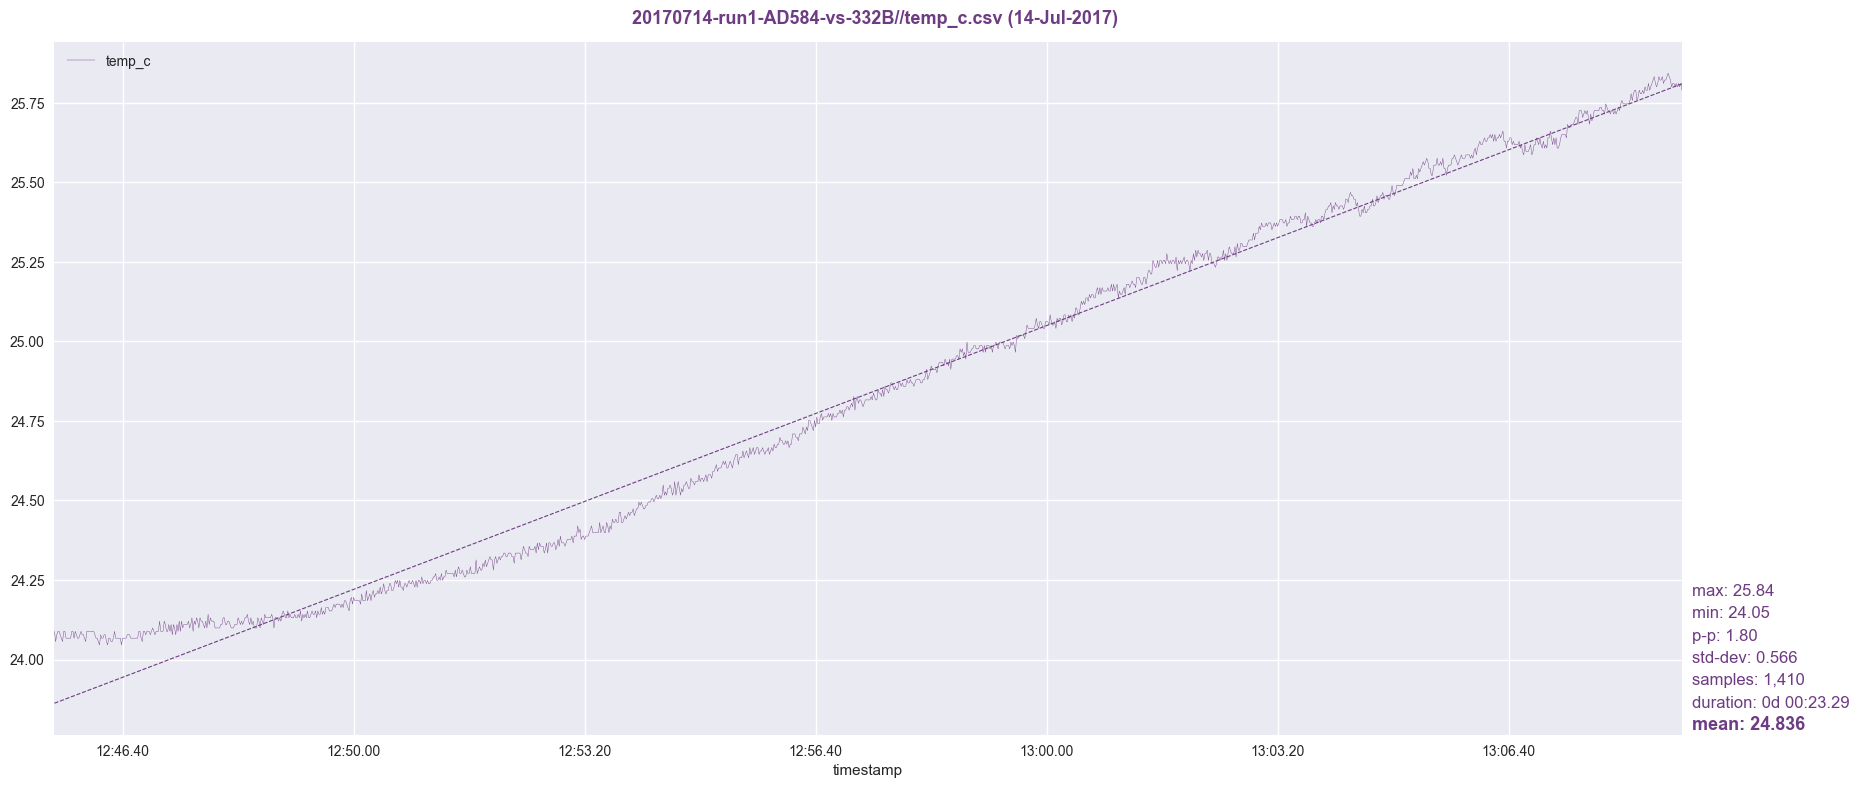 20170714-run1-AD584-vs-332B//temp_c.csv (14-Jul-2017)
temp_c
25.75
25.50
25.25
25.00
24.75
24.50
24.25
24.00
max: 25.84
min: 24.05
p-p: 1.80
std-dev: 0.566
samples: 1,410
duration: 0d 00:23.29
mean: 24.836
12:46.40 12:50.00 12:53.20 12:56.40 13:00.00 13:03.20 13:06.40
timestamp